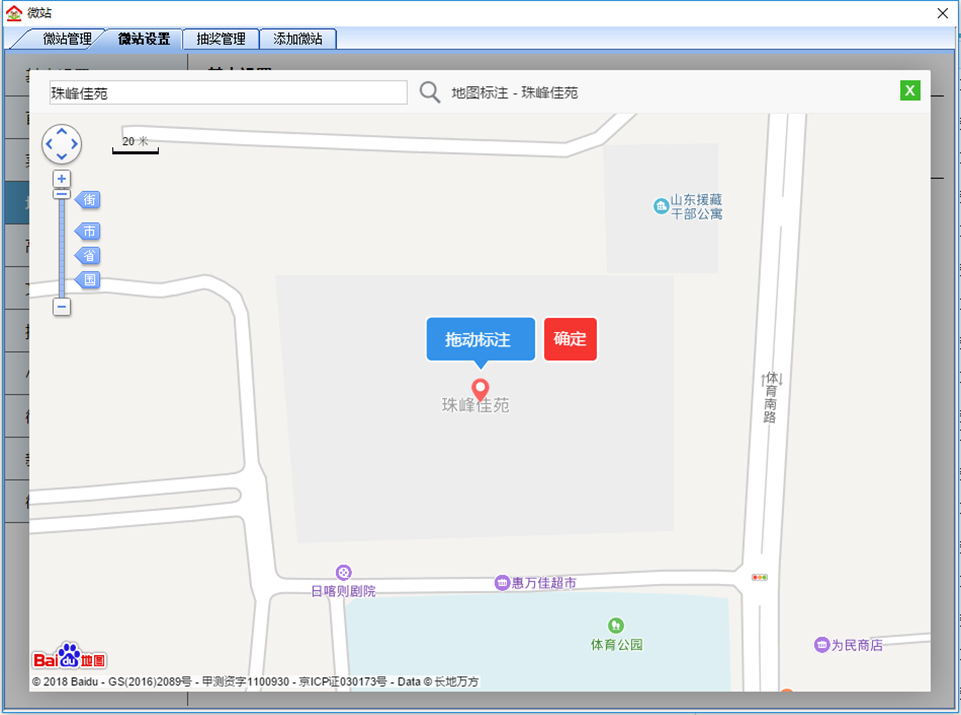 微站
微站管理
微站设置
抽奖管理
添加微站
珠峰佳苑
地图标注 - 珠峰佳苑
X
20 米
街
市
省
国
山东援藏
干部公寓
拖动标注
确定
珠峰佳苑
体育南路
日喀则剧院
惠万佳超市
体育公园
为民商店
Bai du 地图
© 2018 Baidu - GS(2016)2089号 - 甲测资字1100930 - 京ICP证030173号 - Data © 长地万方